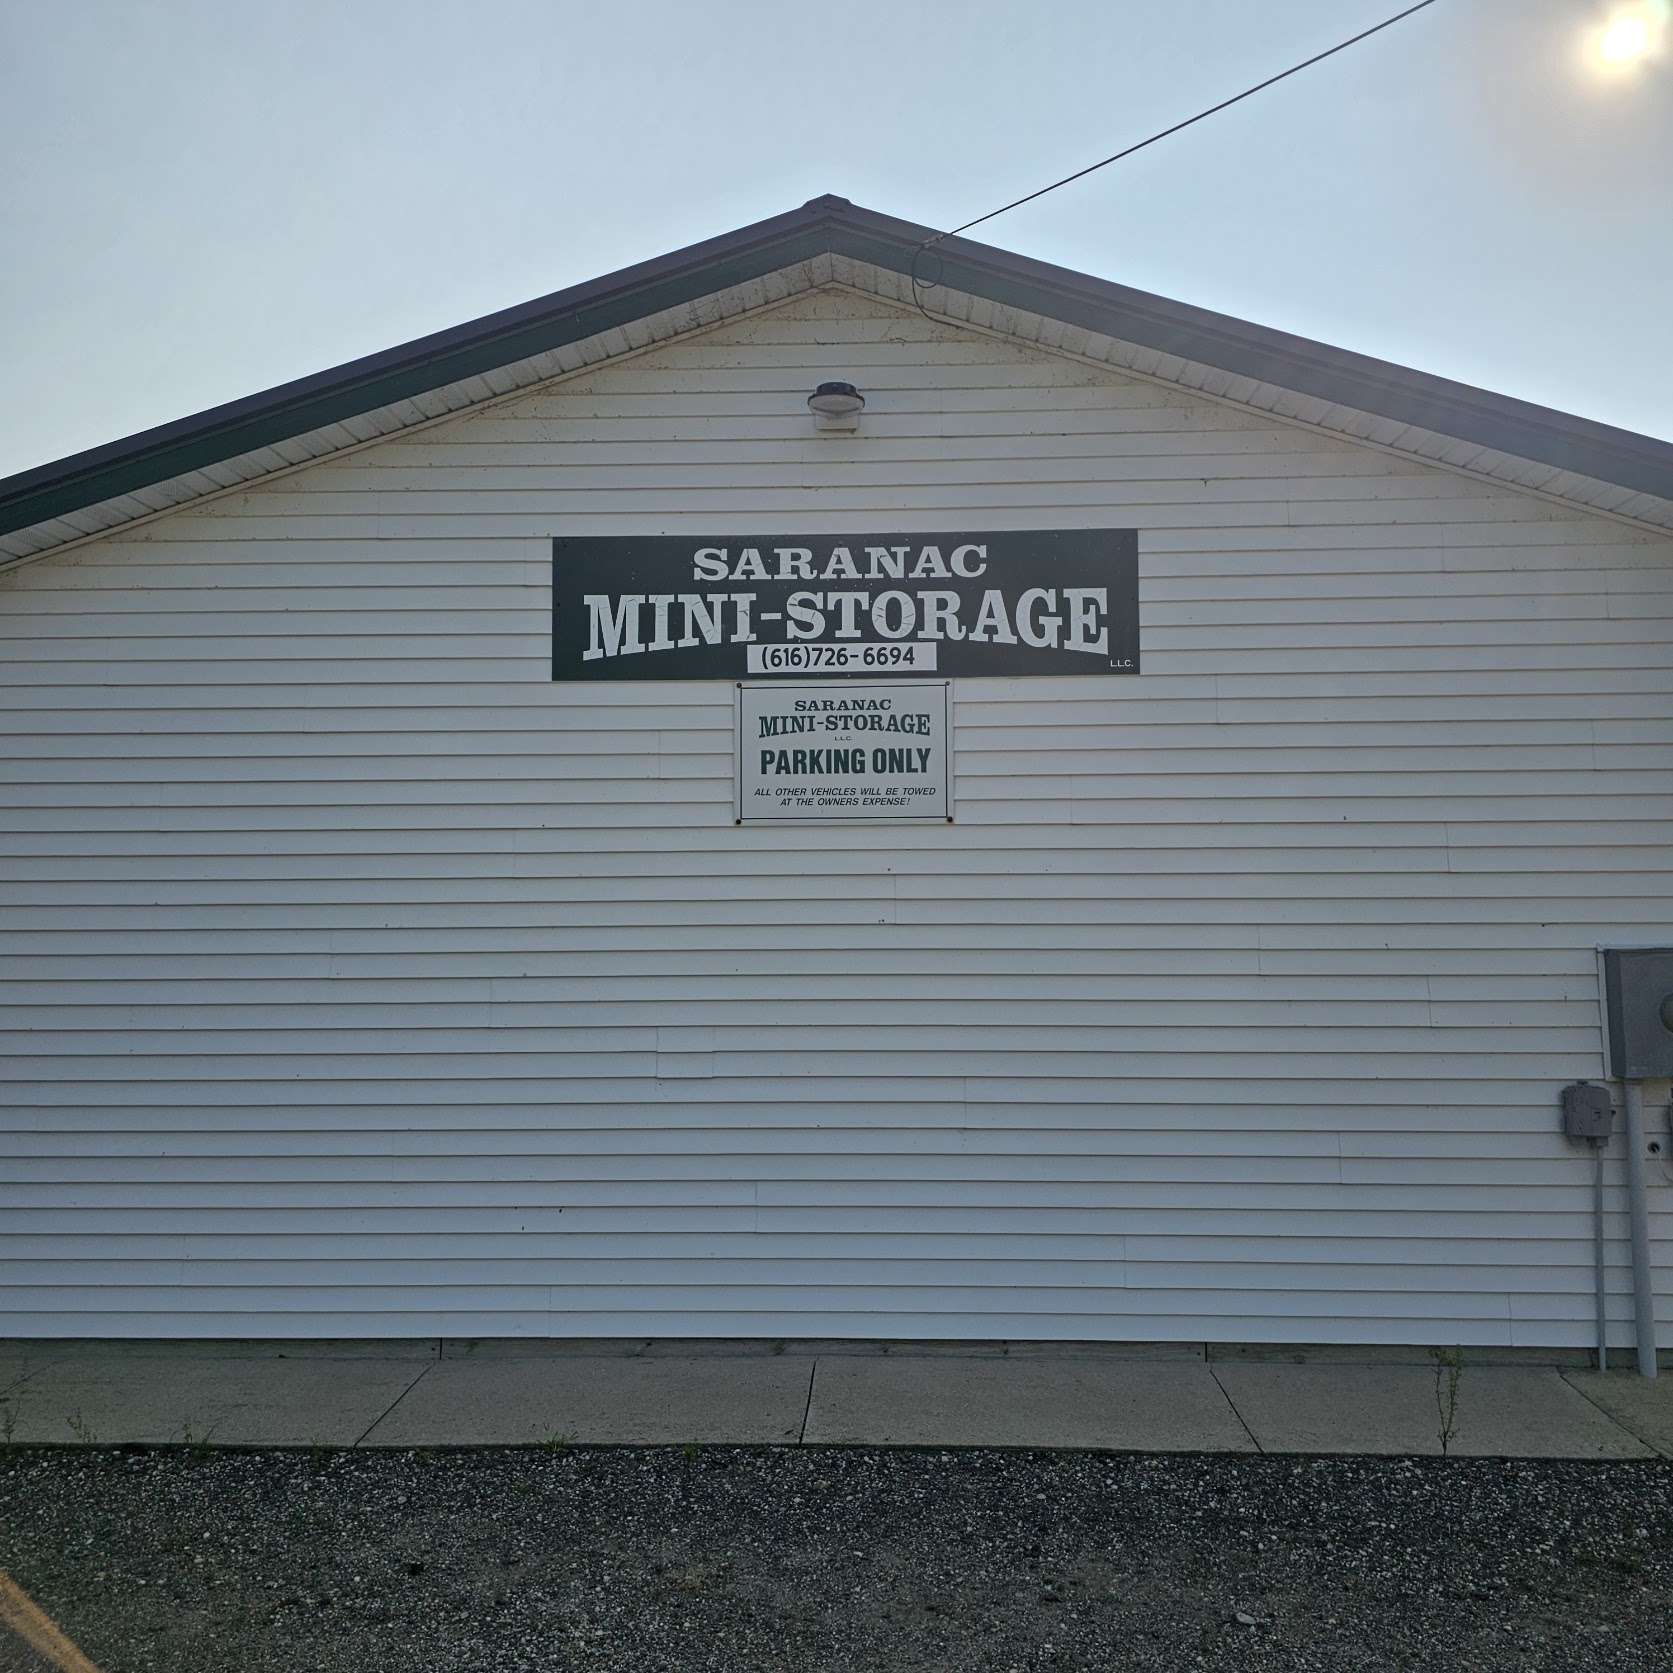 SARANAC
MINI-STORAGE
(616)726-6694
L.L.C.
SARANAC
MINI-STORAGE
L.L.C.
PARKING ONLY
ALL OTHER VEHICLES WILL BE TOWED
AT THE OWNERS EXPENSE!